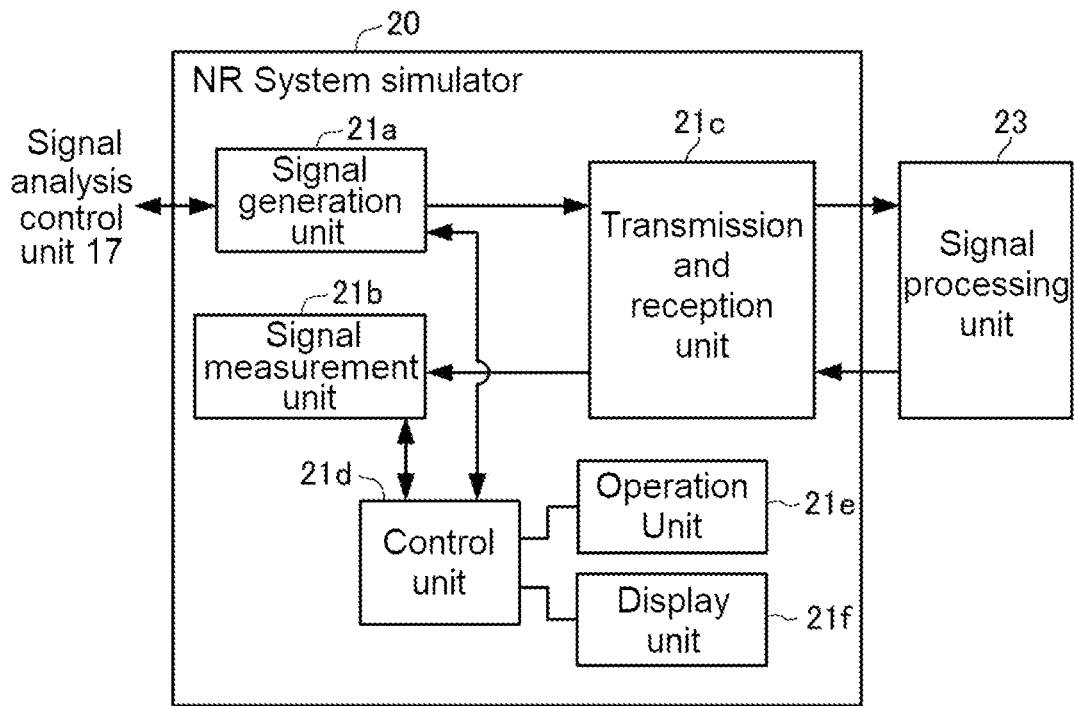 20
NR System simulator
21a
21c
23
Signal
analysis
control
unit 17
Signal
generation
unit
Transmission
and
reception
unit
Signal
processing
unit
21b
Signal
measurement
unit
21d
Control
unit
Operation
Unit
21e
Display
unit
21f